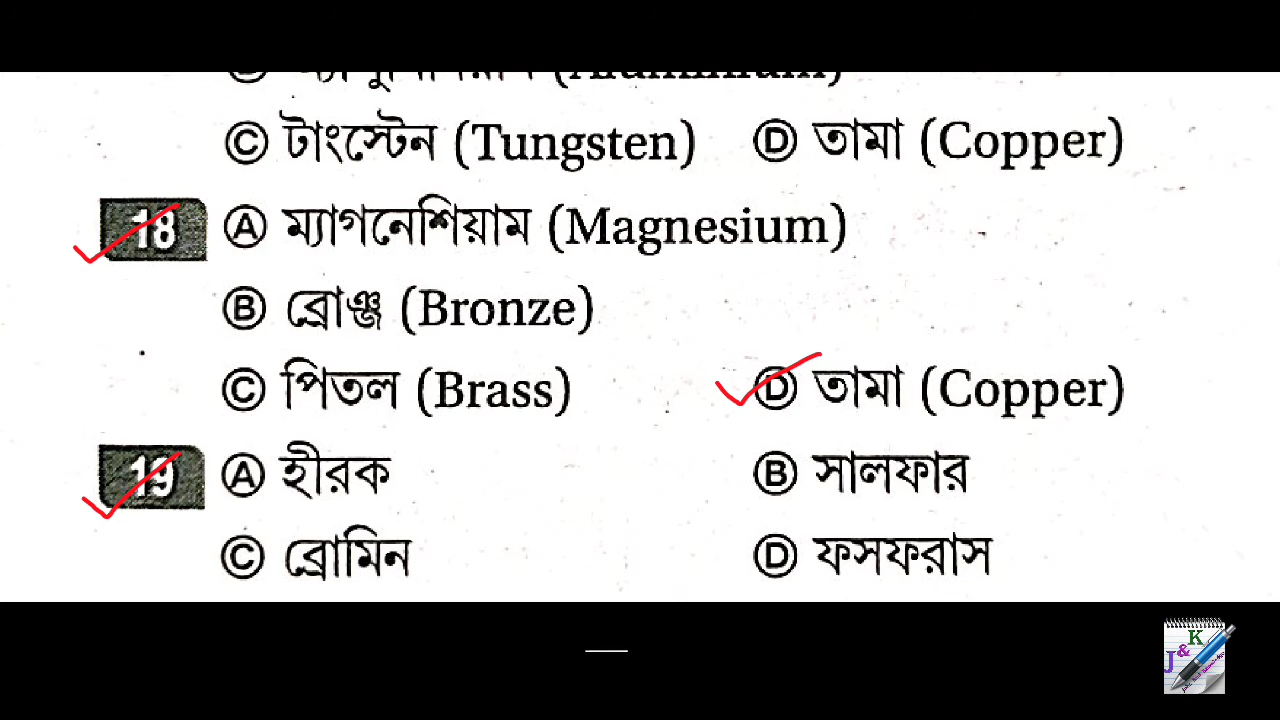 Ⓒ টাংস্টেন (Tungsten) Ⓓ তামা (Copper)
18 Ⓐ ম্যাগনেশিয়াম (Magnesium)
Ⓑ ব্রোঞ্জ (Bronze)
Ⓒ পিতল (Brass) Ⓓ তামা (Copper)
19 Ⓐ হীরক Ⓑ সালফার
Ⓒ ব্রোমিন Ⓓ ফসফরাস
J&K